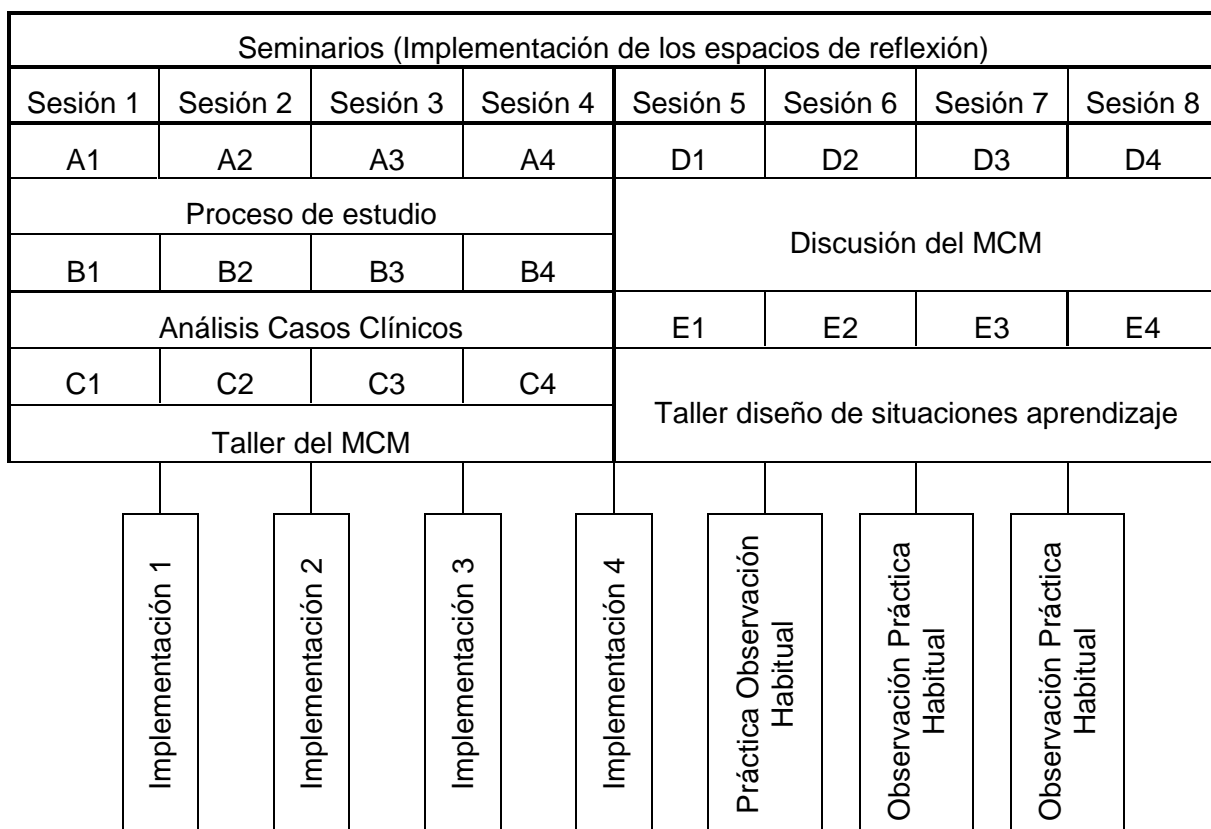 Seminarios (Implementación de los espacios de reflexión)
Sesión 1 Sesión 2 Sesión 3 Sesión 4 Sesión 5 Sesión 6 Sesión 7 Sesión 8
A1 A2 A3 A4 D1 D2 D3 D4
Proceso de estudio
Discusión del MCM
B1 B2 B3 B4
Análisis Casos Clínicos
E1 E2 E3 E4
C1 C2 C3 C4
Taller diseño de situaciones aprendizaje
Taller del MCM
Implementación 1
Implementación 2
Implementación 3
Implementación 4
Práctica Observación
Habitual
Observación Práctica
Habitual
Observación Práctica
Habitual